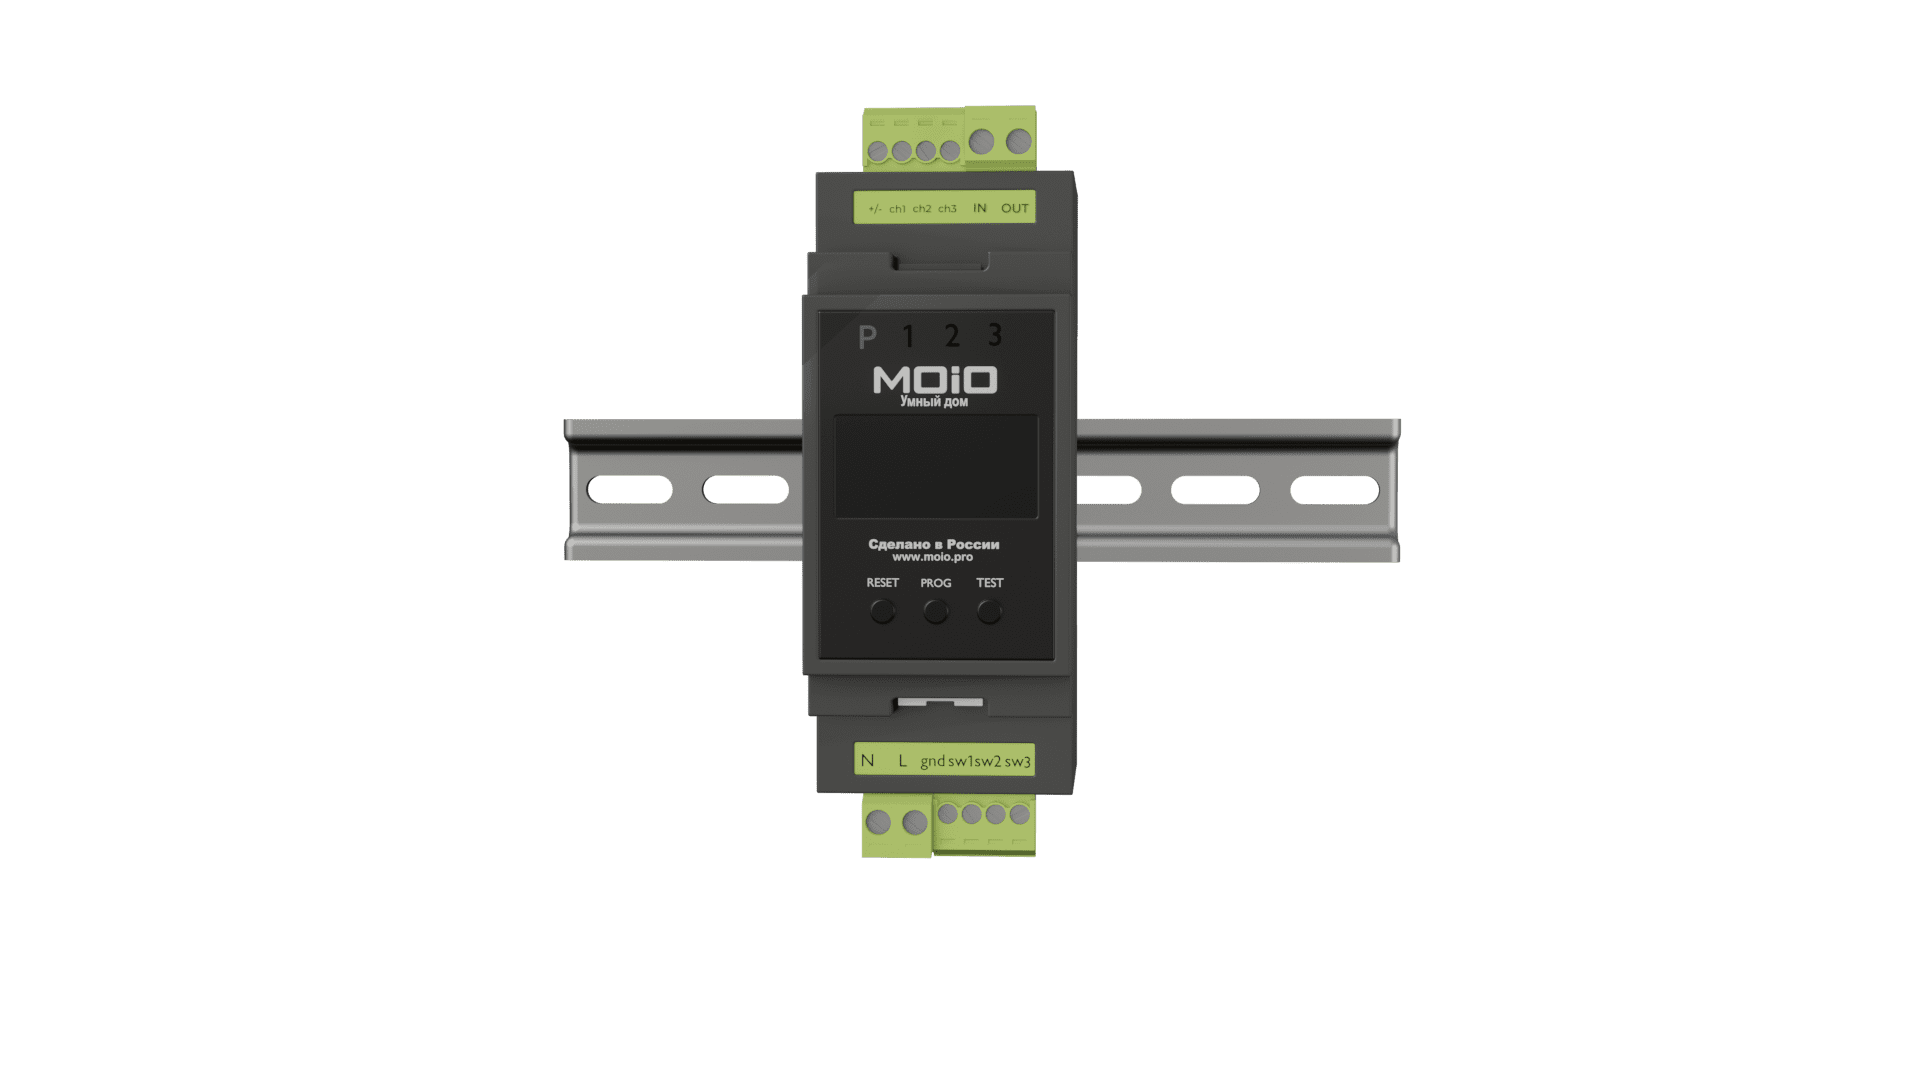 +/- ch1 ch2 ch3 IN OUT
P 1 2 3
MOiO
Умный дом
Сделано в России
www.moio.pro
RESET PROG TEST
N L gnd sw1 sw2 sw3